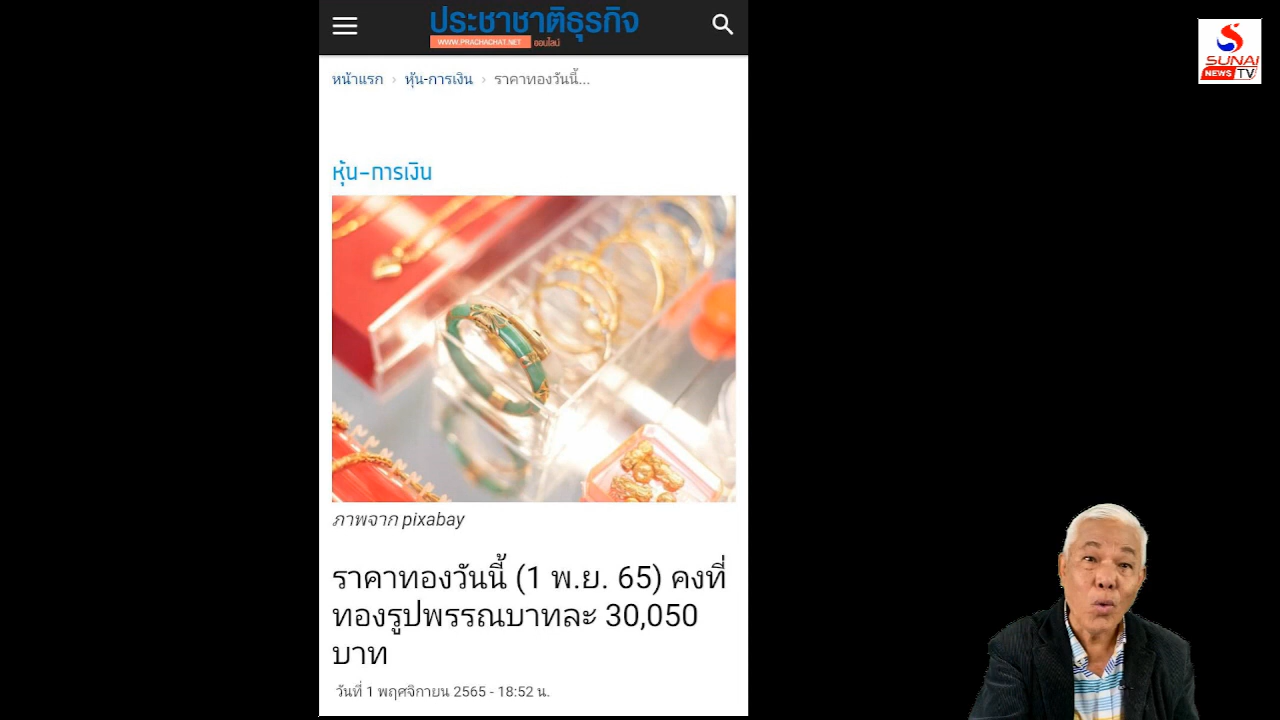 ประชาชาติธุรกิจ
WWW.PRACHACHAT.NET ออนไลน์
SUNAI
NEWS TV
หน้าแรก › หุ้น-การเงิน › ราคาทองวันนี้...
หุ้น-การเงิน
ภาพจาก pixabay
ราคาทองวันนี้ (1 พ.ย. 65) คงที่
ทองรูปพรรณบาทละ 30,050
บาท
วันที่ 1 พฤศจิกายน 2565 - 18:52 น.